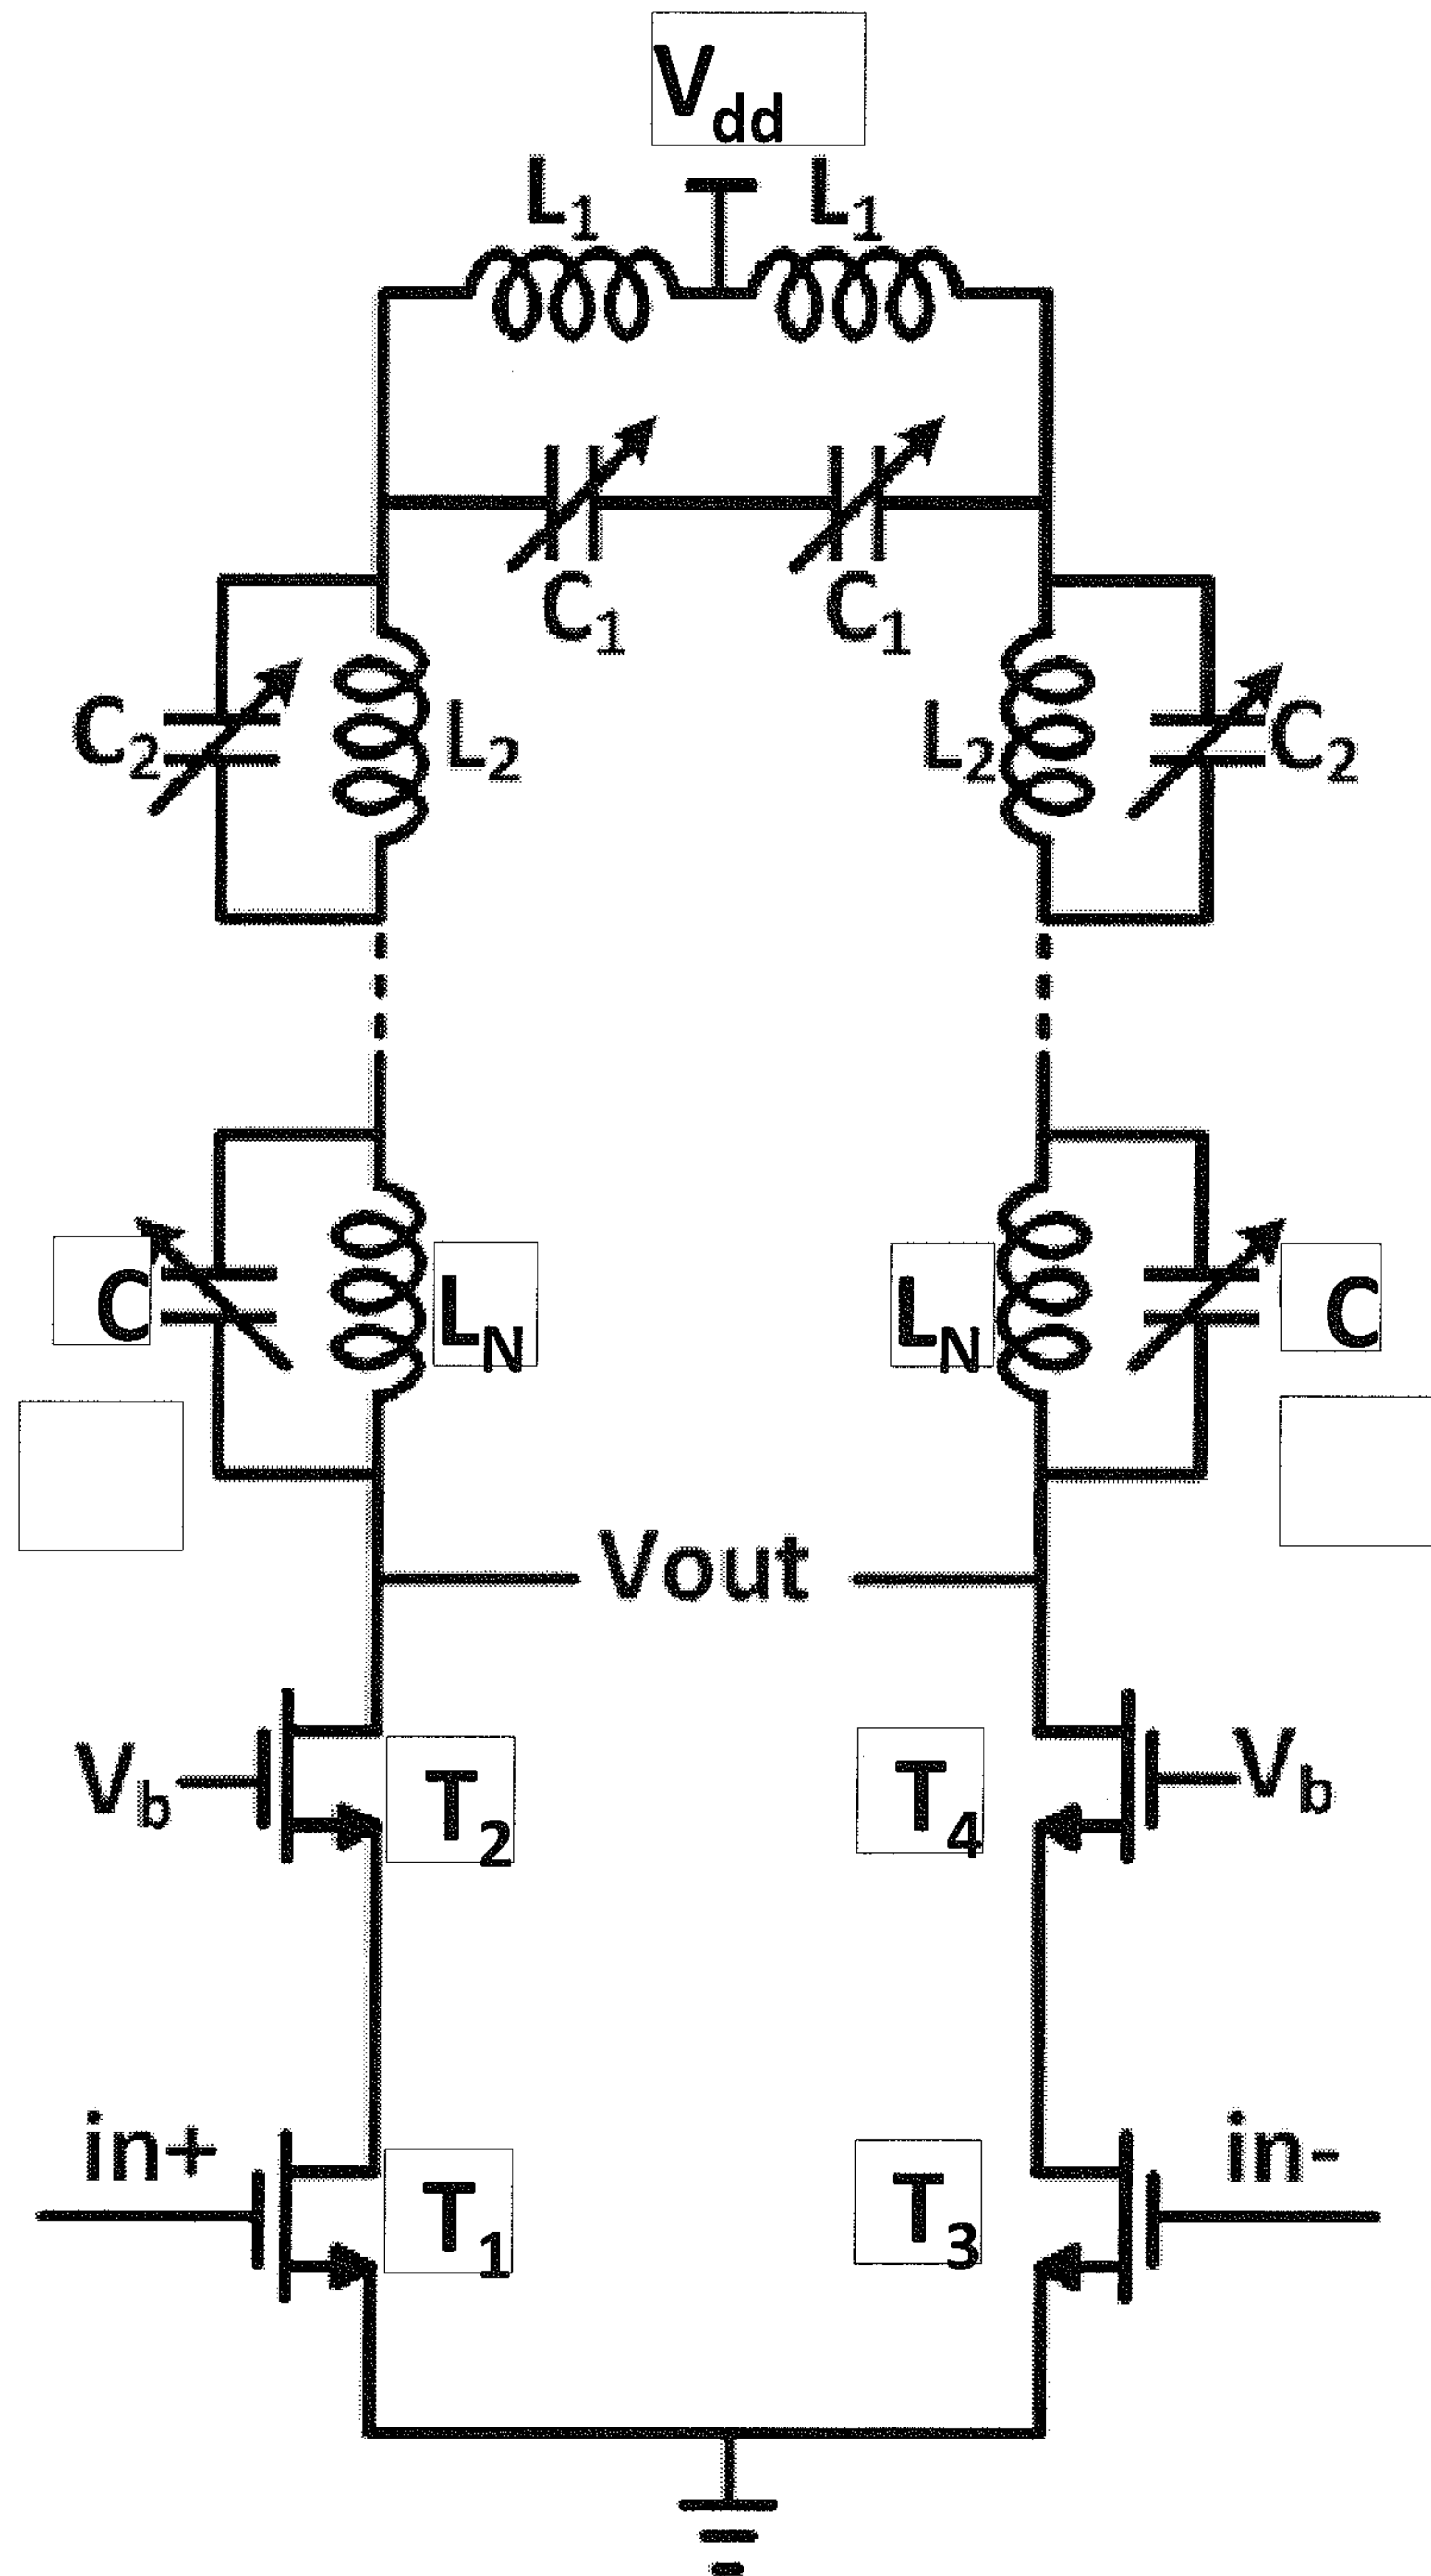 Vdd
L1 L1
C1 C1
C2 L2 L2 C2
C LN LN C
Vout
Vb T2 T4 Vb
in+ in-
T1 T3